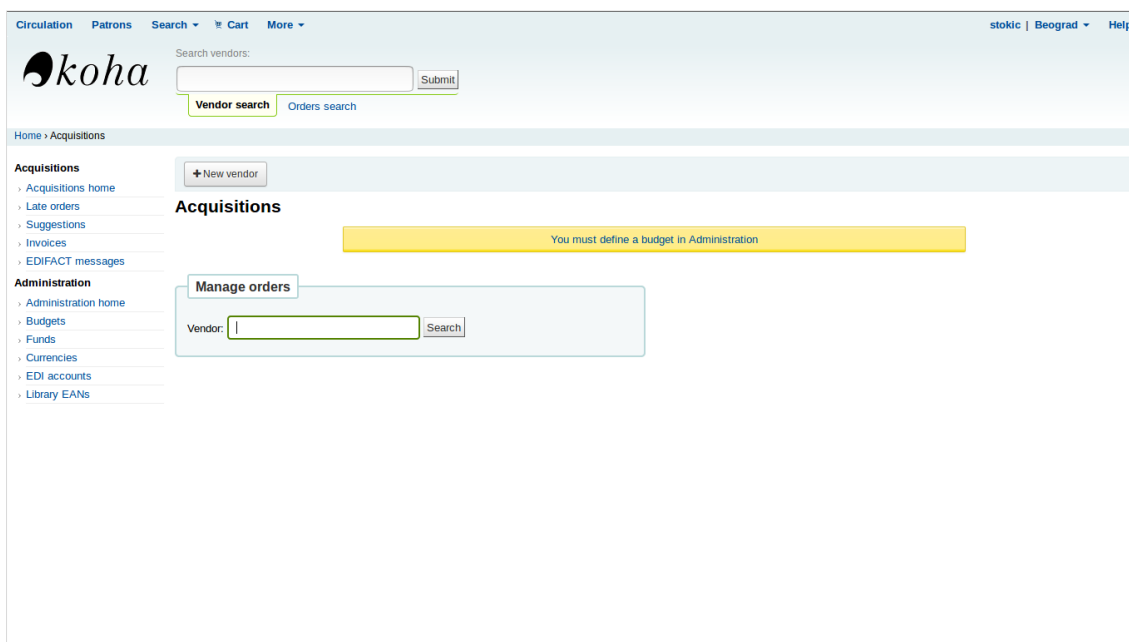 Circulation Patrons Search Cart More stokic | Beograd Help
koha
Search vendors:
Submit
Vendor search Orders search
Home › Acquisitions
Acquisitions
› Acquisitions home
› Late orders
› Suggestions
› Invoices
› EDIFACT messages
Administration
› Administration home
› Budgets
› Funds
› Currencies
› EDI accounts
› Library EANs
+ New vendor
Acquisitions
You must define a budget in Administration
Manage orders
Vendor: Search